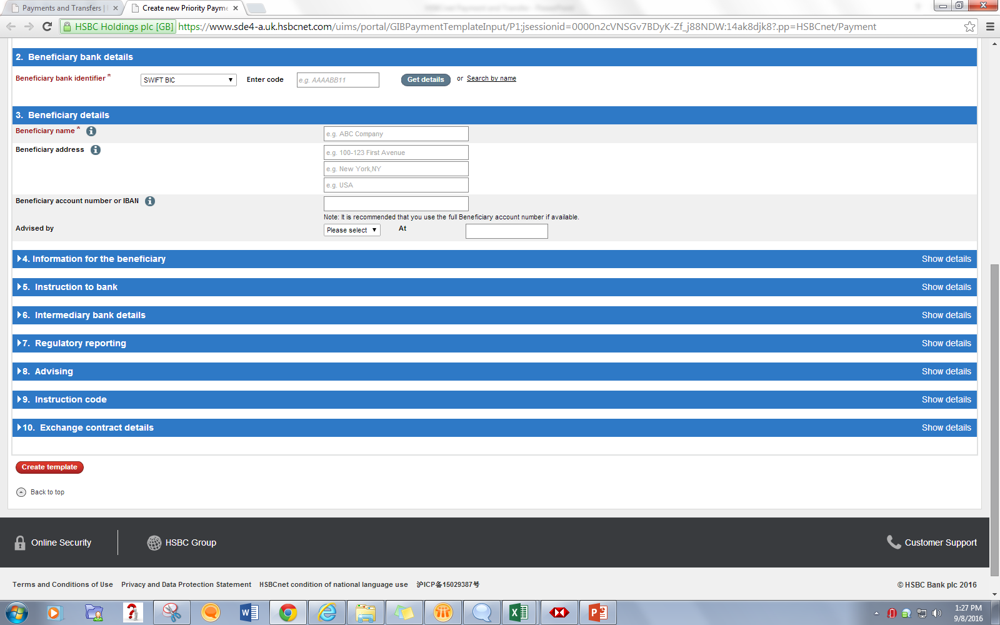 Payments and Transfers |
Create new Priority Payme
HSBCnet Payment and Transfer - PowerPoint
HSBC Holdings plc [GB]
https://www.sde4-a.uk.hsbcnet.com/uims/portal/GIBPaymentTemplateInput/P1;jsessionid=0000n2cVNSGv7BDyK-Zf_j88NDW:14ak8djk8?.pp=HSBCnet/Payment
2. Beneficiary bank details
Beneficiary bank identifier * SWIFT BIC Enter code e.g. AAAABB11 Get details or Search by name
3. Beneficiary details
Beneficiary name * e.g. ABC Company
Beneficiary address e.g. 100-123 First Avenue
e.g. New York,NY
e.g. USA
Beneficiary account number or IBAN
Note: It is recommended that you use the full Beneficiary account number if available.
Advised by Please select At
4. Information for the beneficiary Show details
5. Instruction to bank Show details
6. Intermediary bank details Show details
7. Regulatory reporting Show details
8. Advising Show details
9. Instruction code Show details
10. Exchange contract details Show details
Create template
Back to top
Online Security HSBC Group Customer Support
Terms and Conditions of Use Privacy and Data Protection Statement HSBCnet condition of national language use 沪ICP备15029387号 © HSBC Bank plc 2016
1:27 PM
9/8/2016